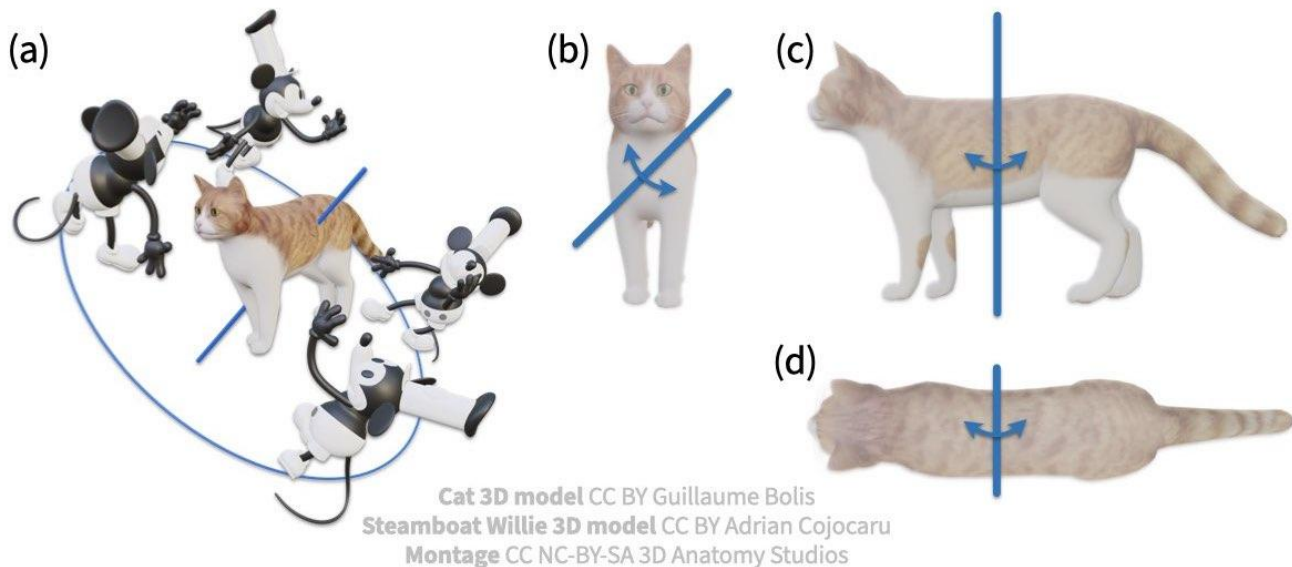 (a)
(b)
(c)
(d)
Cat 3D model CC BY Guillaume Bolis
Steamboat Willie 3D model CC BY Adrian Cojocaru
Montage CC NC-BY-SA 3D Anatomy Studios